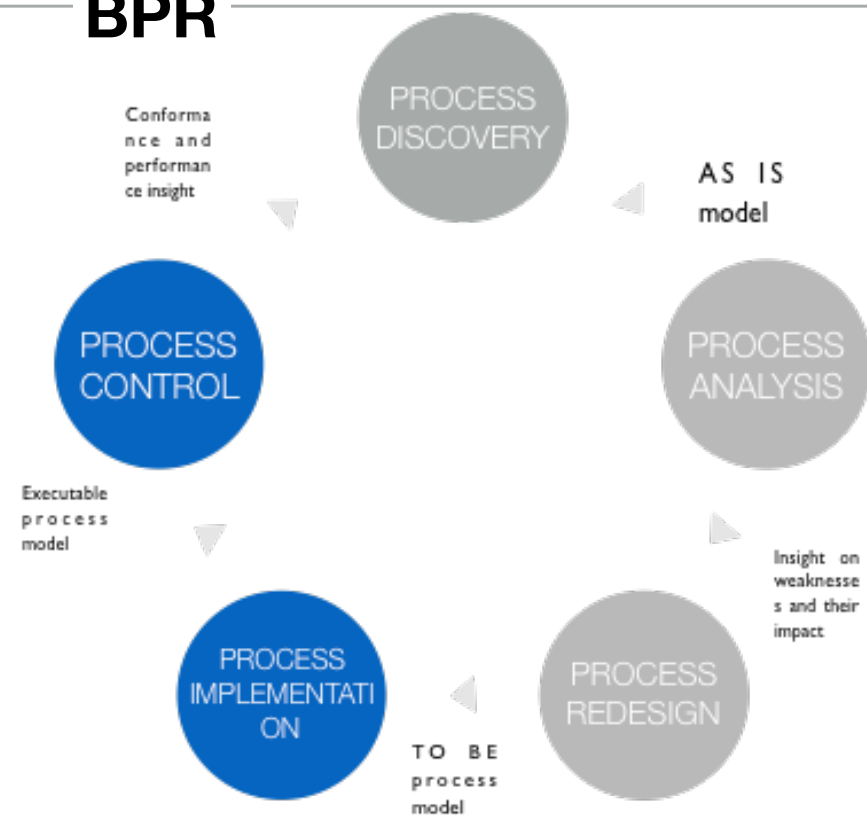 BPR
PROCESS
DISCOVERY
Conforma
nce and
performan
ce insight
AS IS
model
PROCESS
CONTROL
PROCESS
ANALYSIS
Executable
process
model
Insight on
weaknesse
s and their
impact
PROCESS
IMPLEMENTATI
ON
PROCESS
REDESIGN
TO BE
process
model